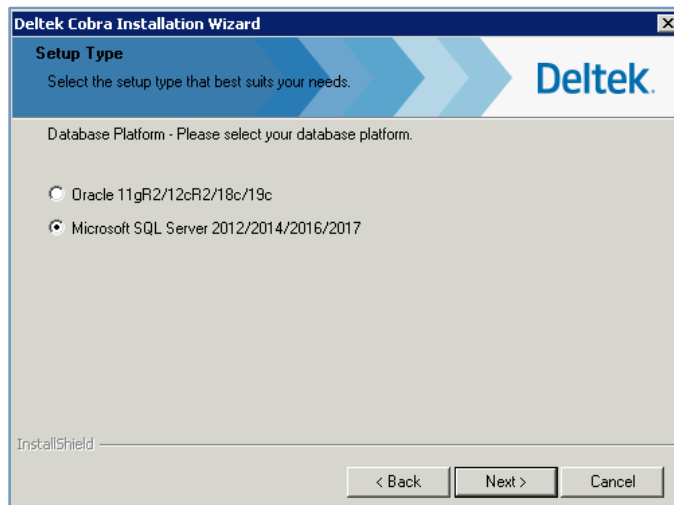 Deltek Cobra Installation Wizard
Setup Type
Select the setup type that best suits your needs.
Deltek.
Database Platform - Please select your database platform.
Oracle 11gR2/12cR2/18c/19c
Microsoft SQL Server 2012/2014/2016/2017
InstallShield
< Back
Next >
Cancel